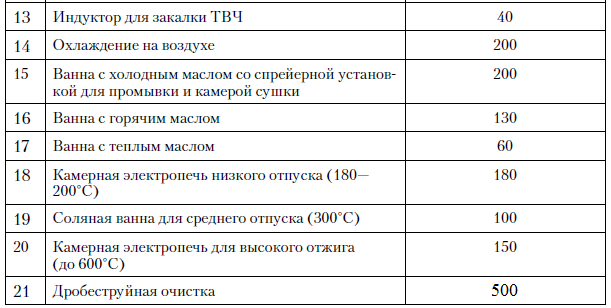 13 Индуктор для закалки ТВЧ 40
14 Охлаждение на воздухе 200
15 Ванна с холодным маслом со спрейерной установ- 200
кой для промывки и камерой сушки
16 Ванна с горячим маслом 130
17 Ванна с теплым маслом 60
18 Камерная электропечь низкого отпуска (180— 180
200°С)
19 Соляная ванна для среднего отпуска (300°С) 100
20 Камерная электропечь для высокого отжига 150
(до 600°С)
21 Дробеструйная очистка 500